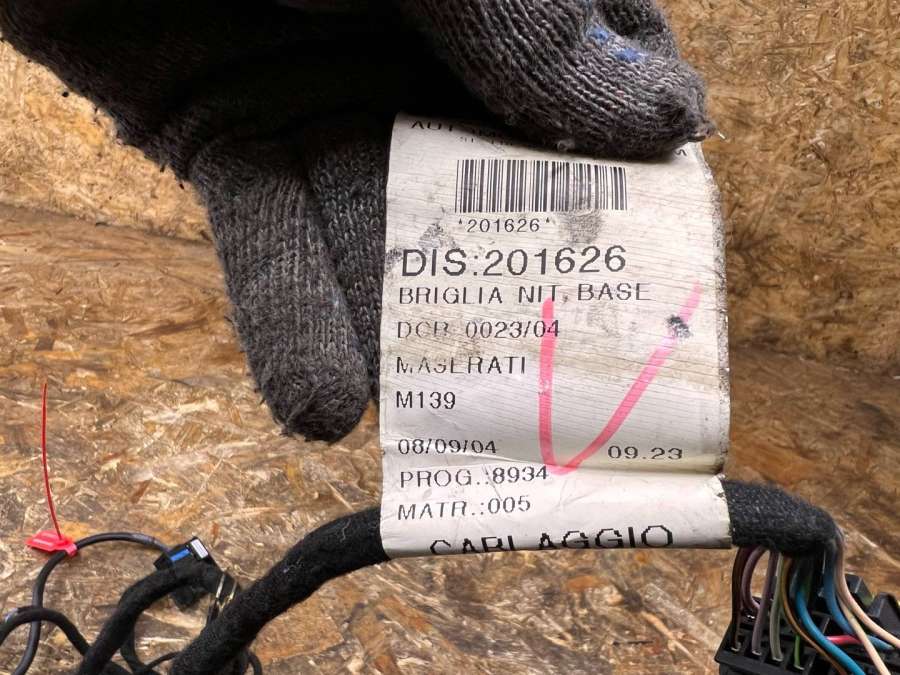 *201626*
DIS:201626
BRIGLIA NIT, BASE
DCR 0023/04
MASERATI
M139
08/09/04 09.23
PROG.:8934
MATR.:005
CABLAGGIO